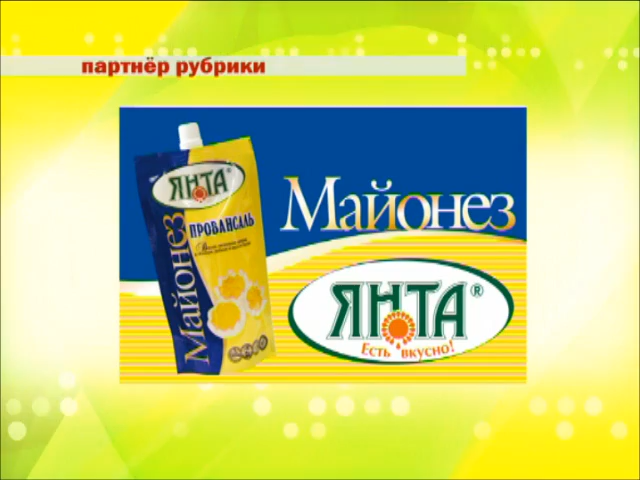 партнёр рубрики
ЯНТА®
ПРОВАНСАЛЬ
Майонез
Майонез
ЯНТА®
Есть вкусно!